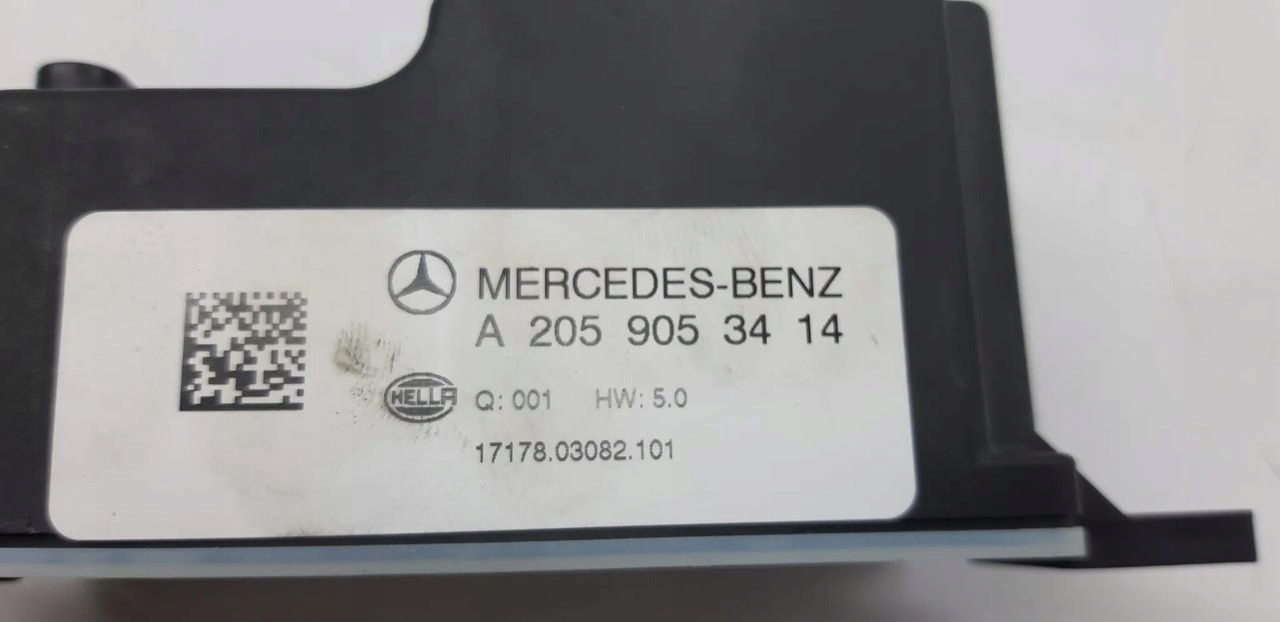 MERCEDES-BENZ
A 205 905 34 14
HELLA Q: 001 HW: 5.0
17178.03082.101